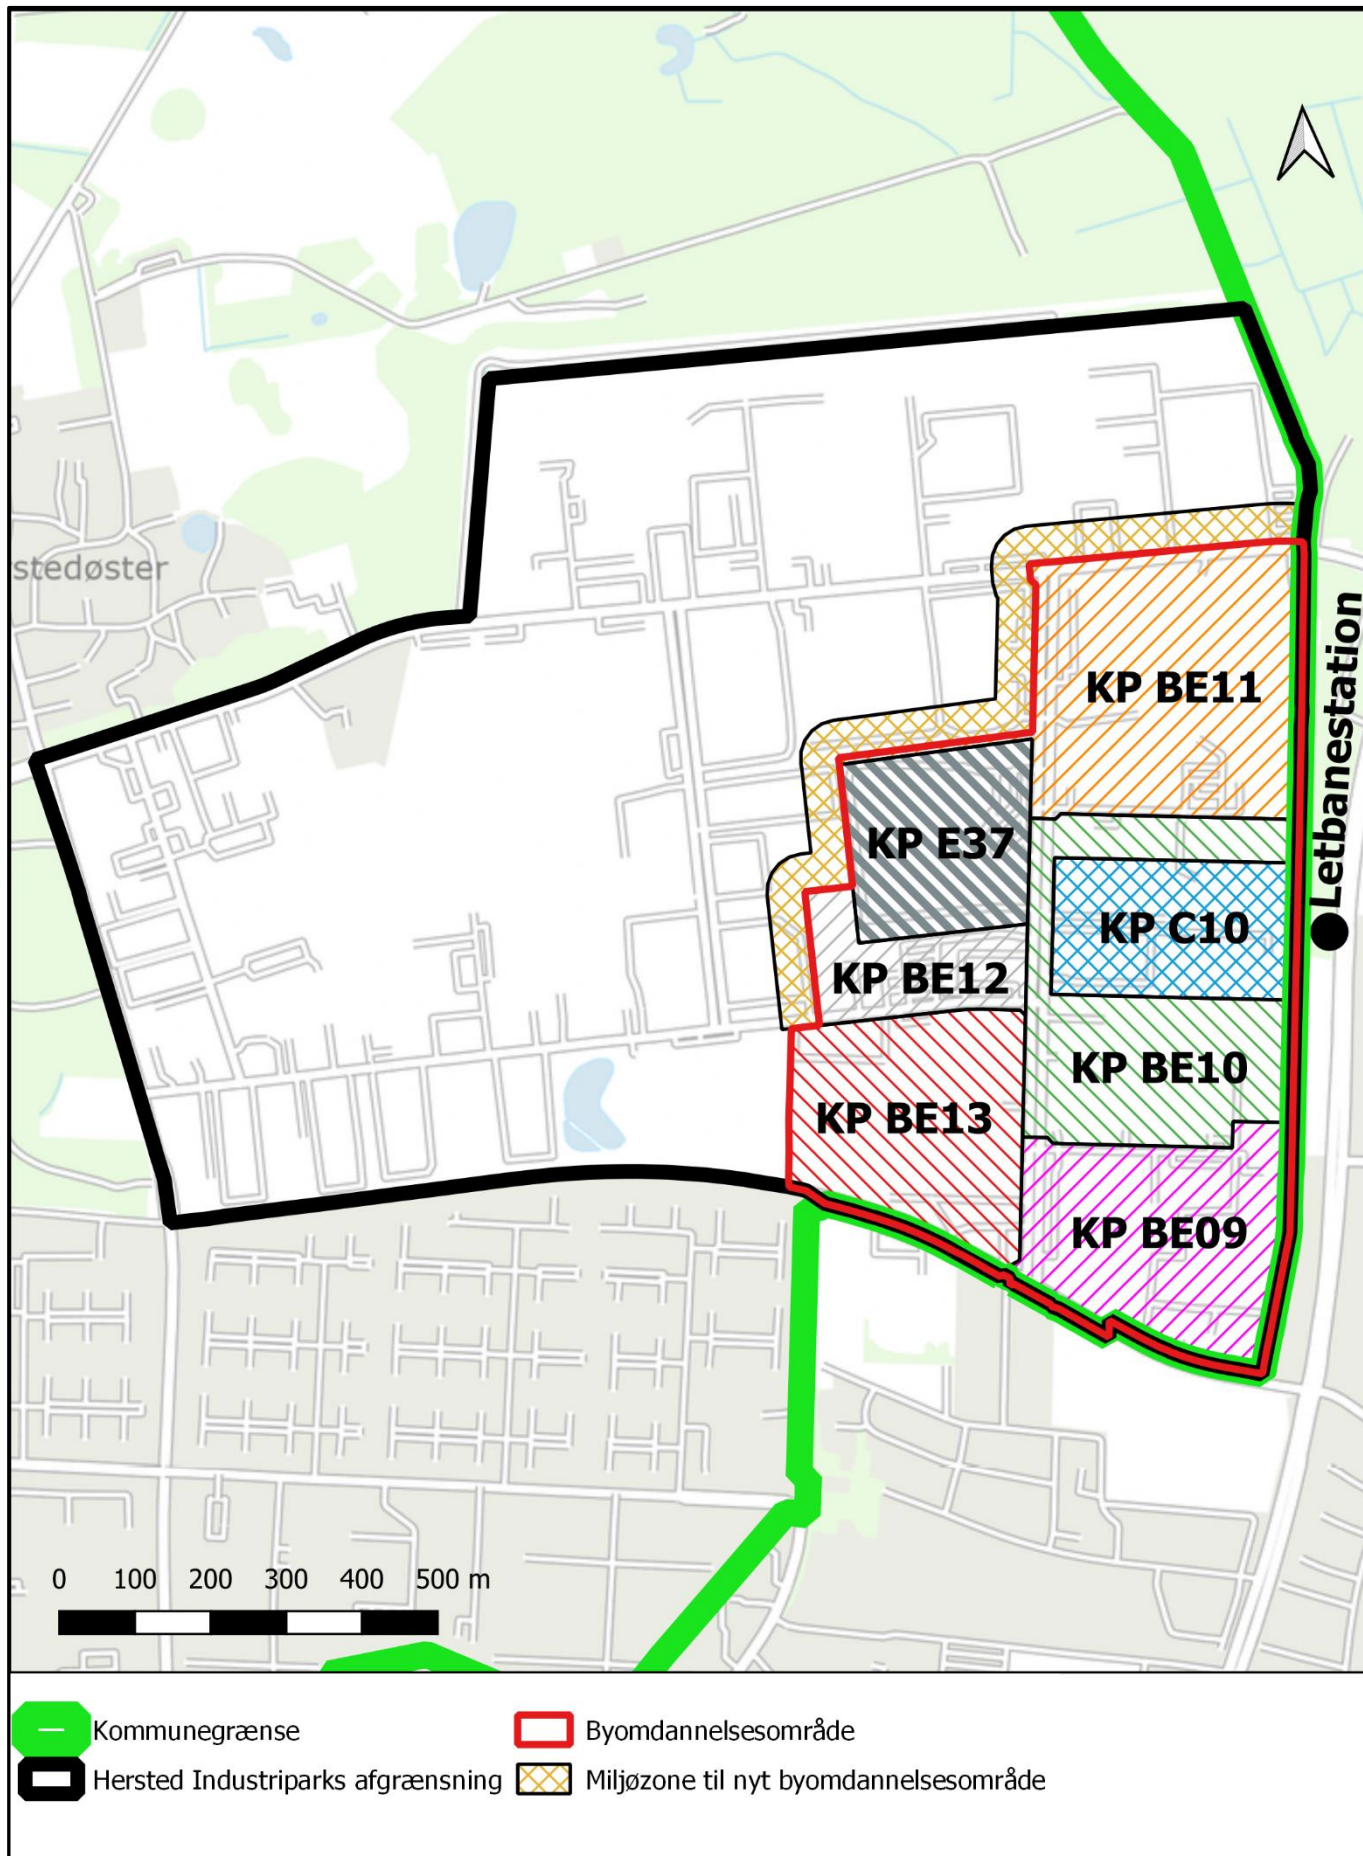 stedøster
KP BE11
Letbanestation
KP E37
KP C10
KP BE12
KP BE10
KP BE13
KP BE09
0 100 200 300 400 500 m
Kommunegrænse
Byomdannelsesområde
Hersted Industriparks afgrænsning
Miljøzone til nyt byomdannelsesområde